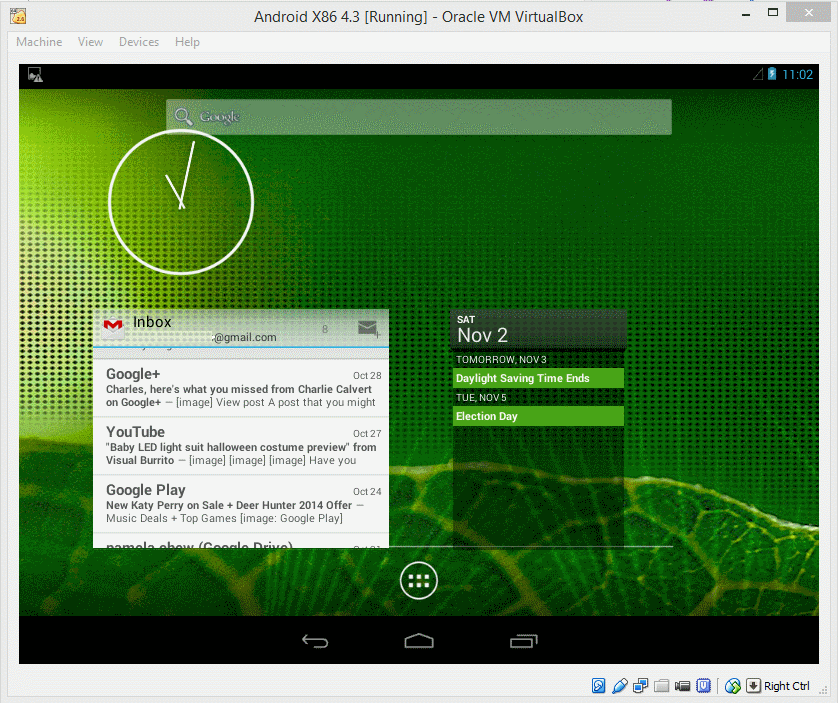 Android X86 4.3 [Running] - Oracle VM VirtualBox
Machine View Devices Help
11:02
Google
Inbox
8
@gmail.com
Google+ Oct 28
Charles, here's what you missed from Charlie Calvert
on Google+ — [image] View post A post that you might
YouTube Oct 27
"Baby LED light suit halloween costume preview" from
Visual Burrito — [image] [image] [image] Have you
Google Play Oct 24
New Katy Perry on Sale + Deer Hunter 2014 Offer —
Music Deals + Top Games [image: Google Play]
SAT
Nov 2
TOMORROW, NOV 3
Daylight Saving Time Ends
TUE, NOV 5
Election Day
Right Ctrl